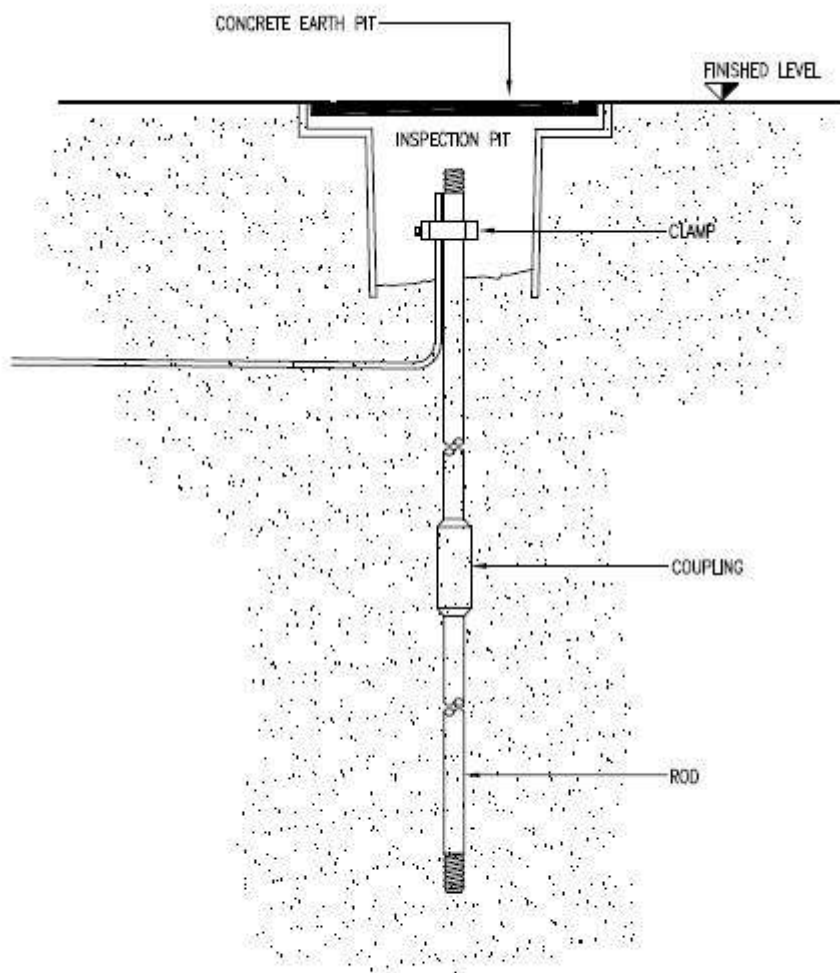 CONCRETE EARTH PIT
FINISHED LEVEL
INSPECTION PIT
CLAMP
COUPLING
ROD